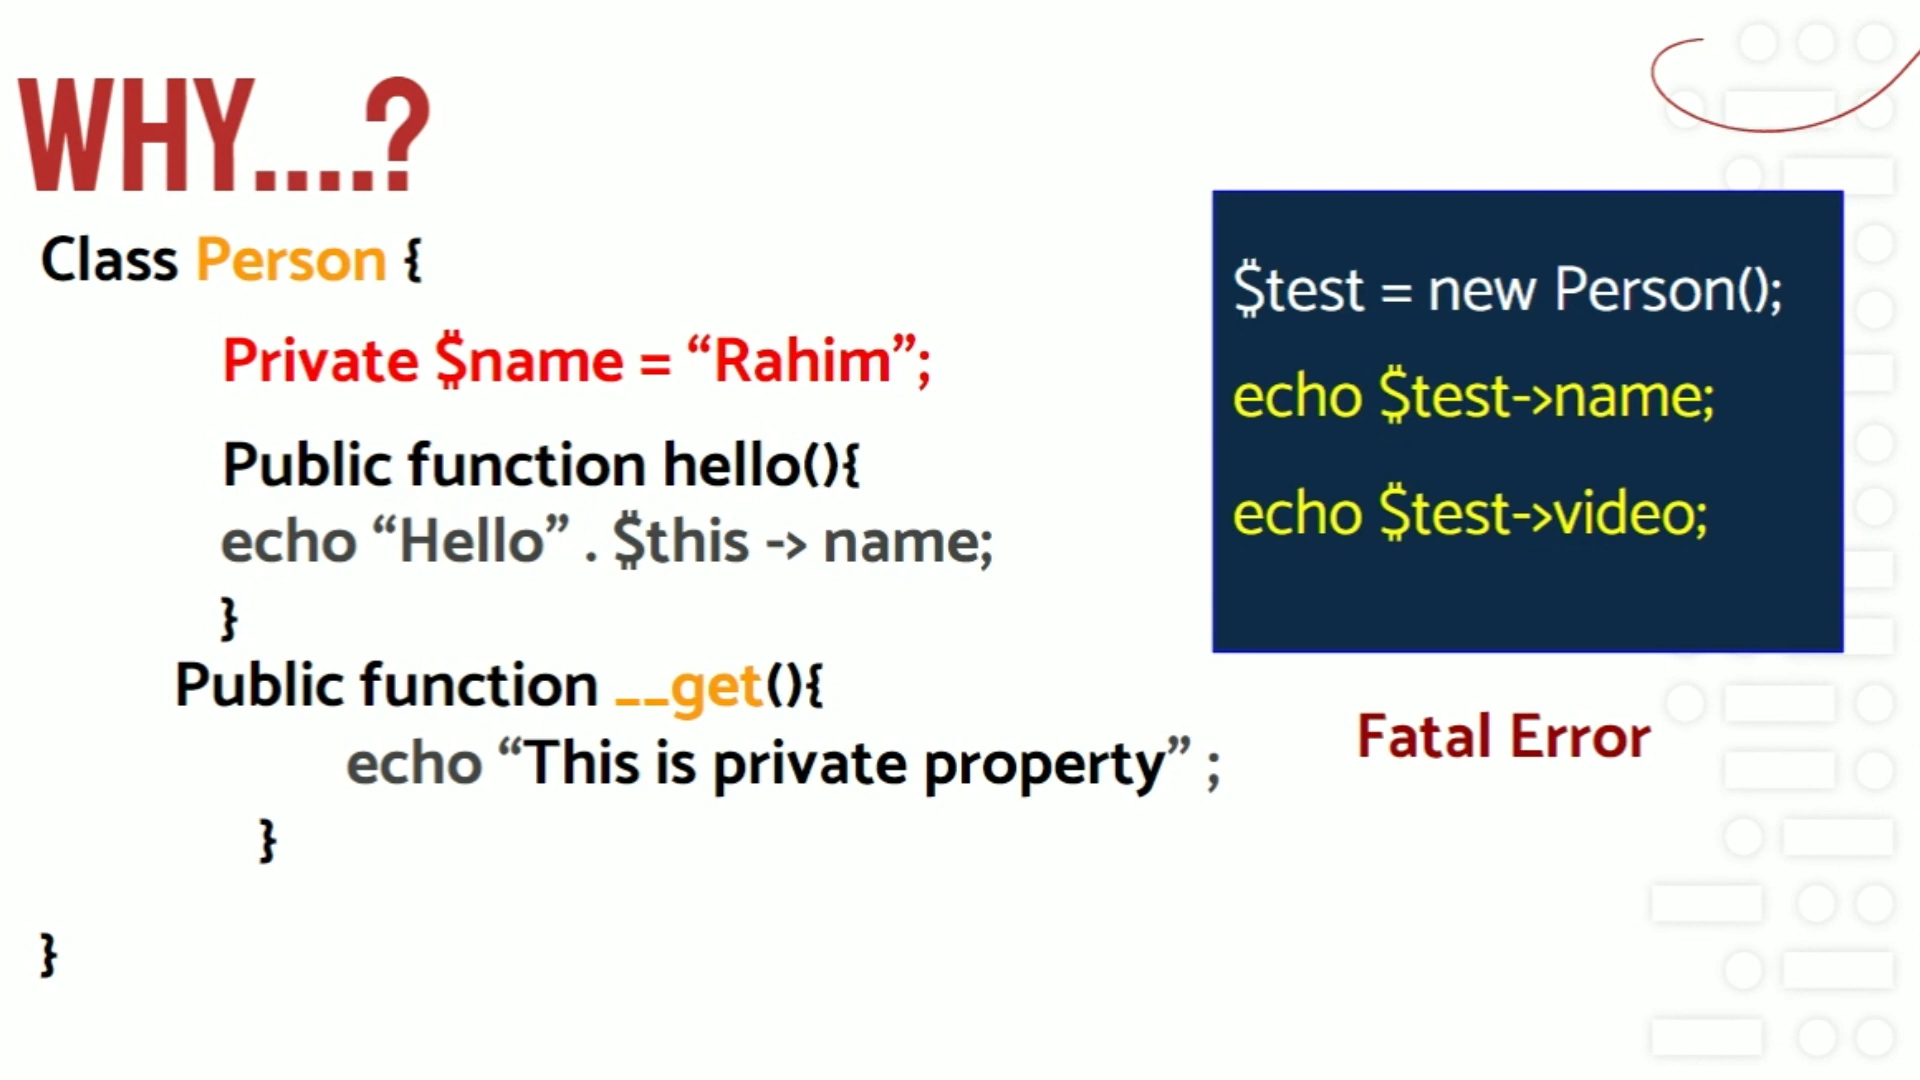 WHY....?
Class Person {
Private $name = “Rahim”;
Public function hello(){
echo “Hello” . $this -> name;
}
Public function __get(){
echo “This is private property” ;
}
}
$test = new Person();
echo $test->name;
echo $test->video;
Fatal Error